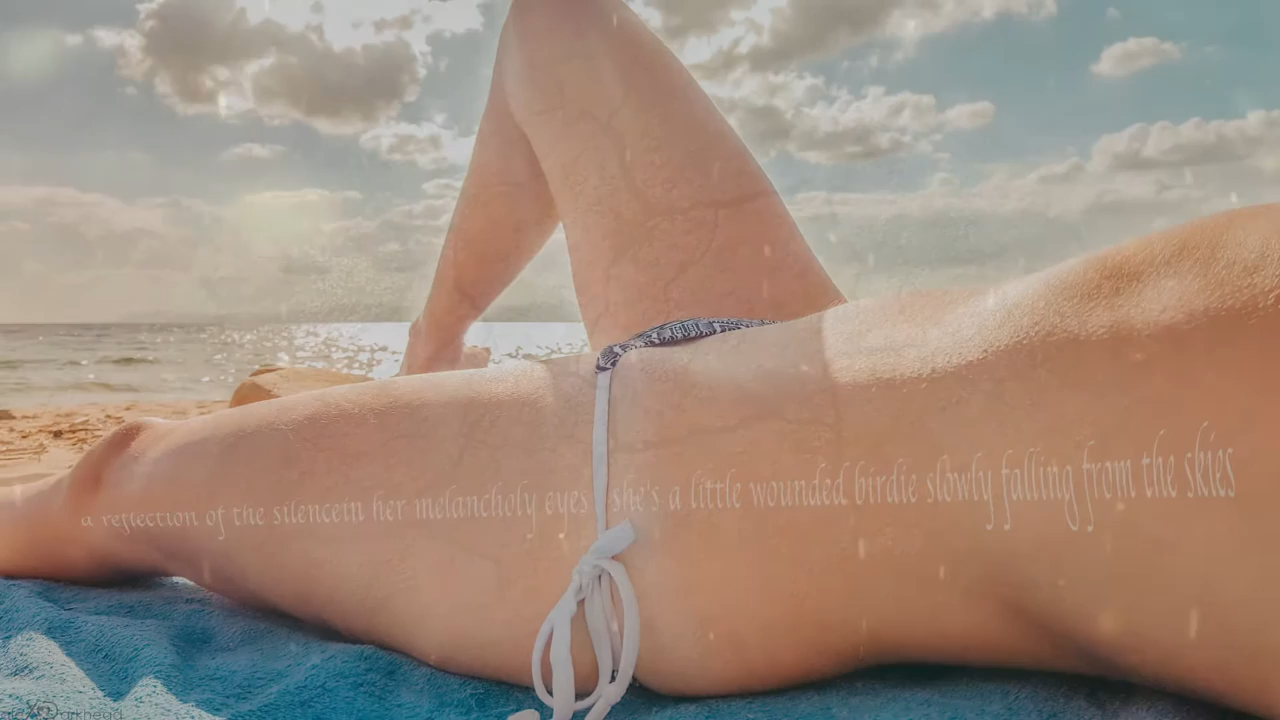 a reflection of the silencein her melancholy eyes she's a little wounded birdie slowly falling from the skies